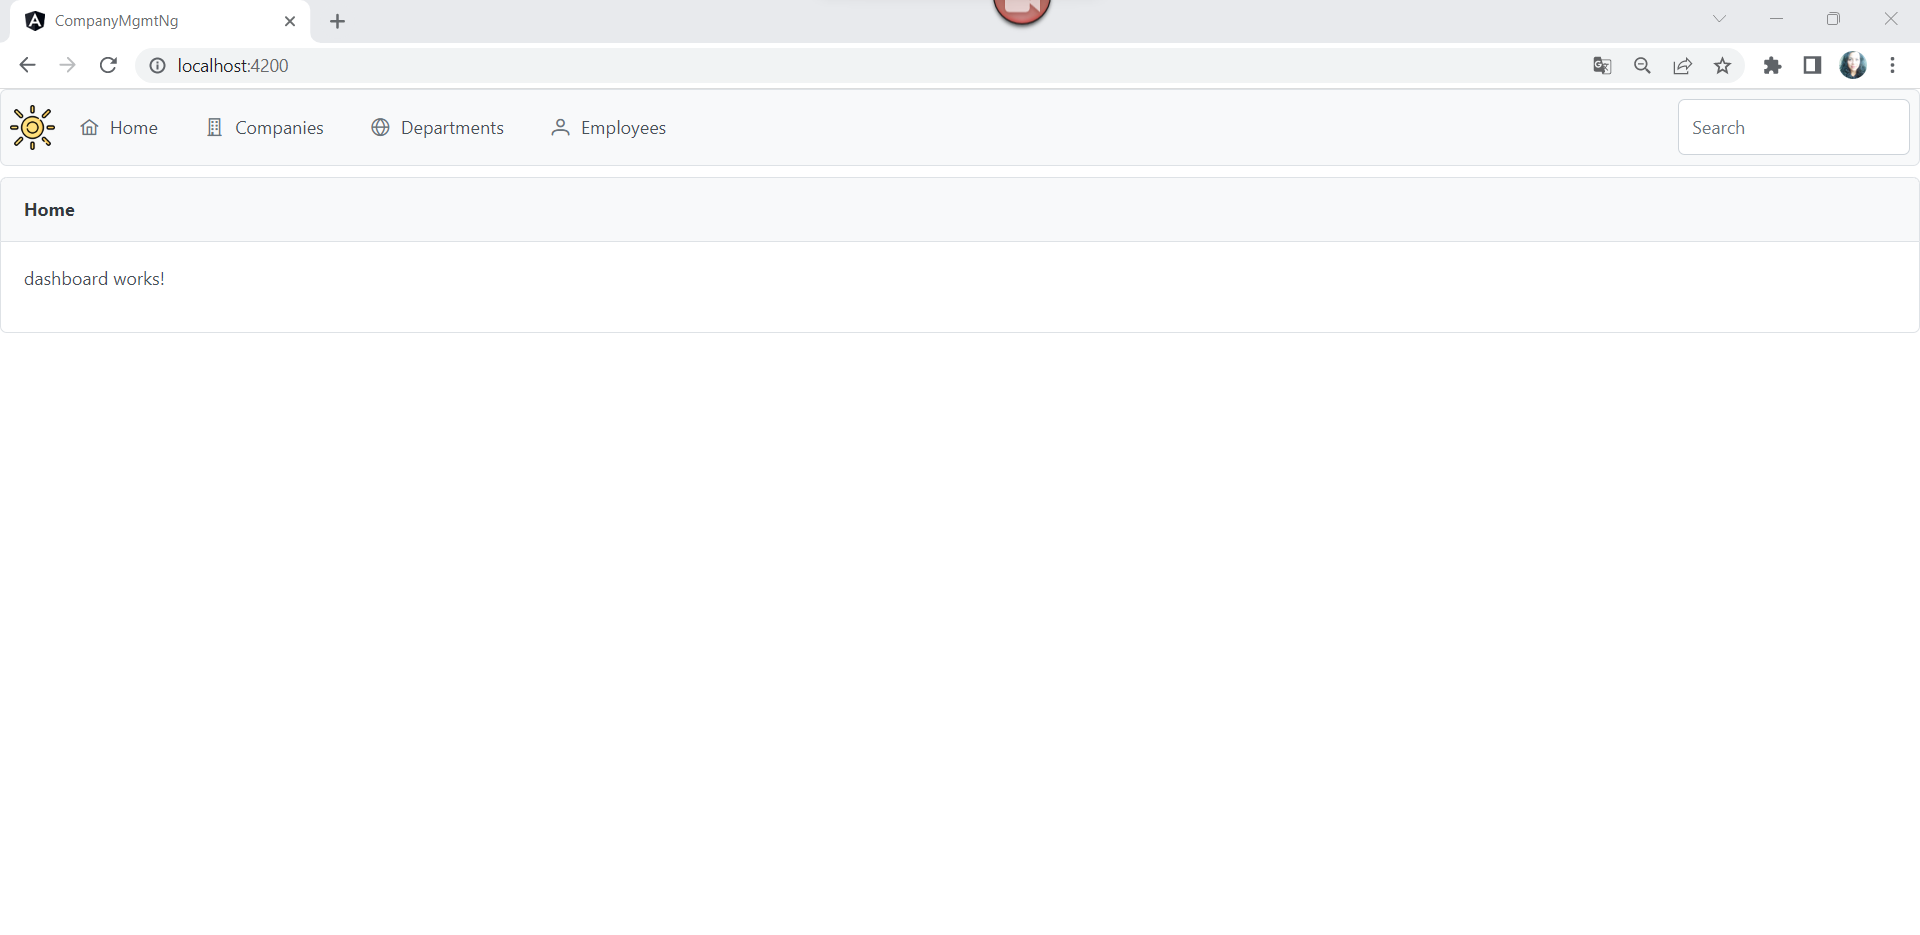 CompanyMgmtNg
localhost:4200
Home Companies Departments Employees Search
Home
dashboard works!